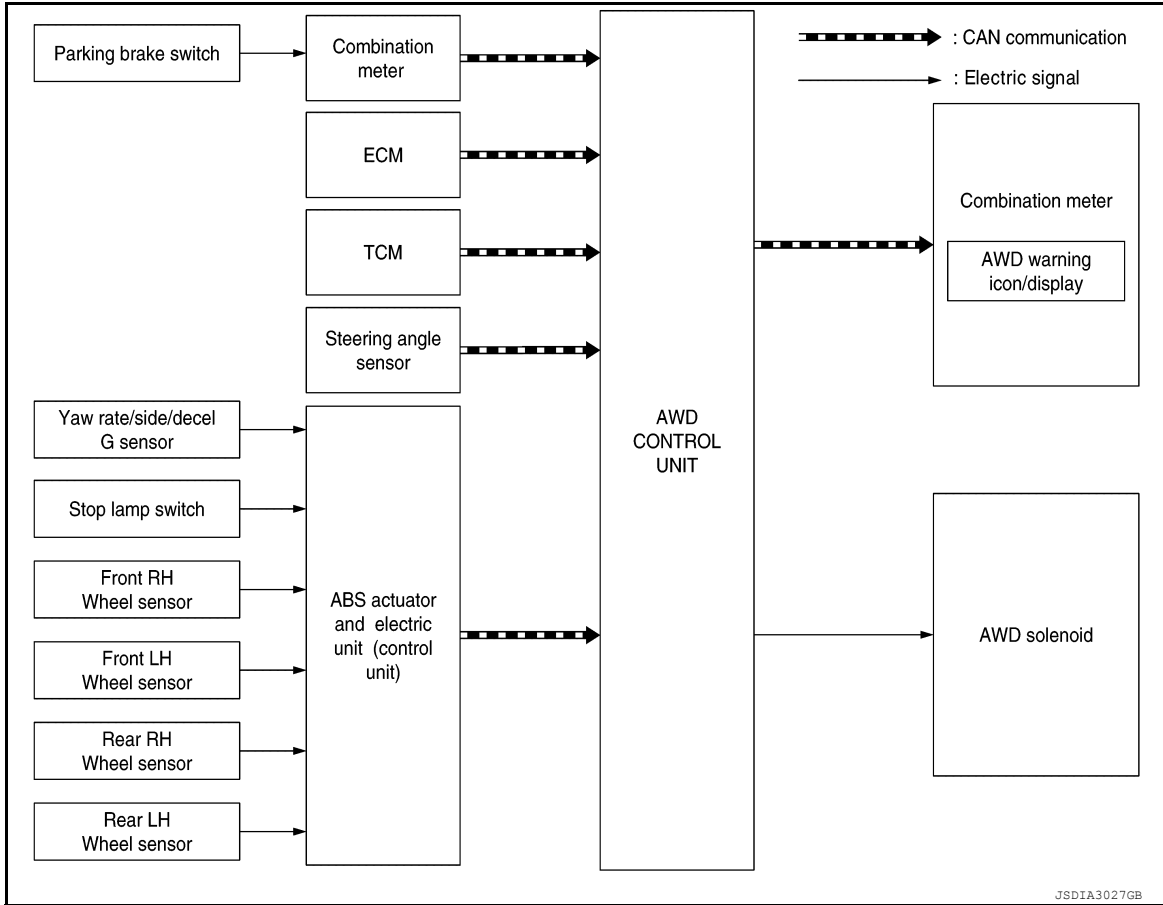 Parking brake switch
Combination
meter
: CAN communication
: Electric signal
ECM
TCM
Steering angle
sensor
Yaw rate/side/decel
G sensor
Stop lamp switch
Front RH
Wheel sensor
Front LH
Wheel sensor
Rear RH
Wheel sensor
Rear LH
Wheel sensor
ABS actuator
and electric
unit (control
unit)
AWD
CONTROL
UNIT
Combination meter
AWD warning
icon/display
AWD solenoid
JSDIA3027GB